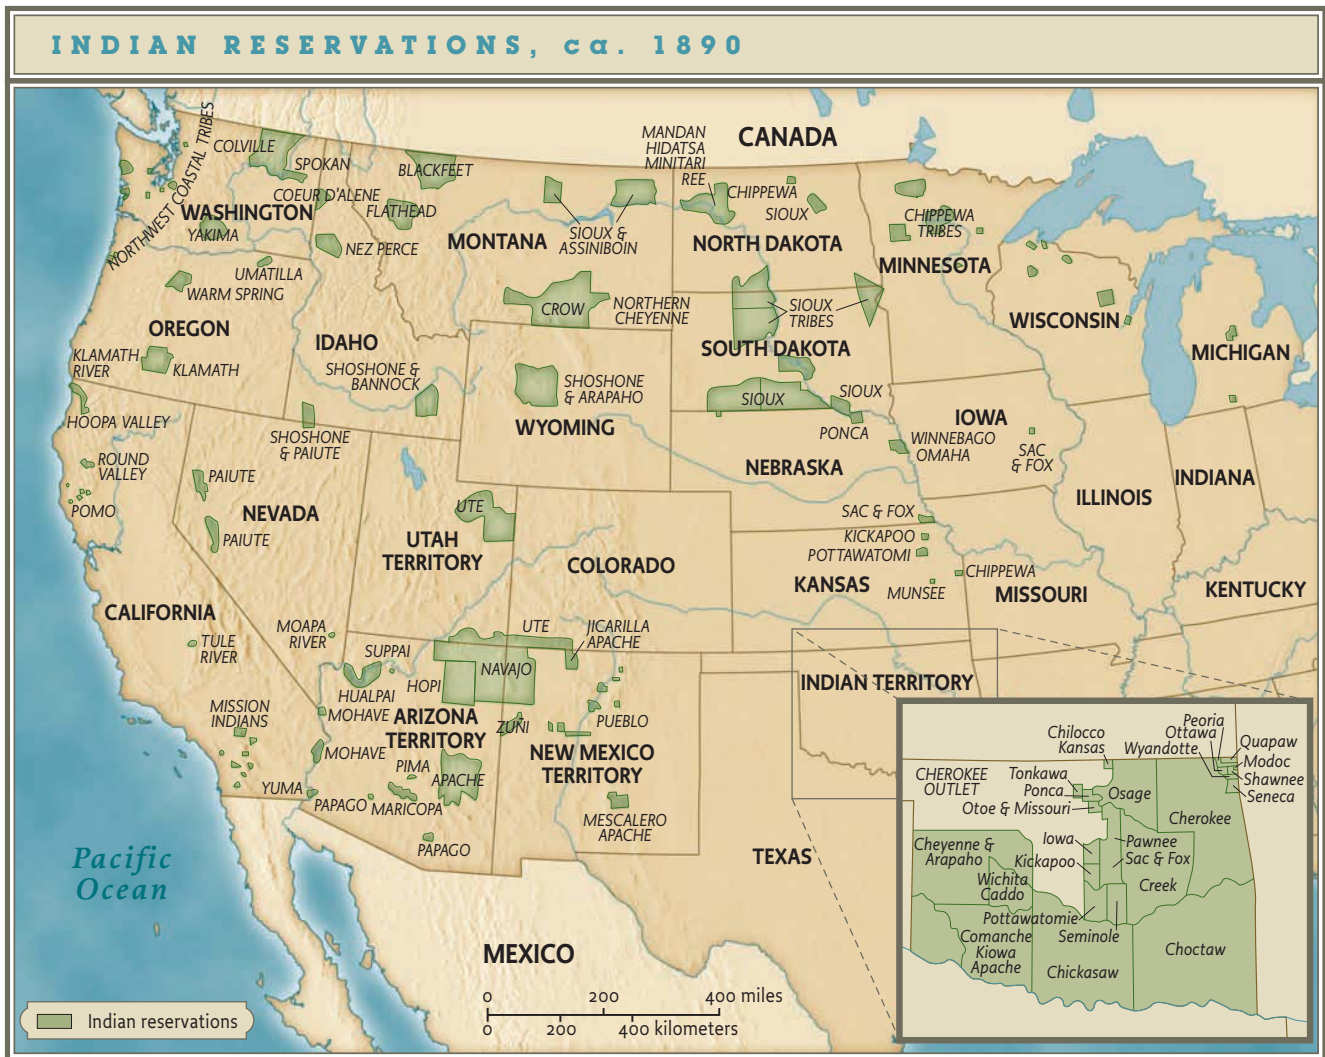 INDIAN RESERVATIONS, ca. 1890
CANADA
NORTHWEST COASTAL TRIBES
COLVILLE
SPOKAN
COEUR D'ALENE
WASHINGTON
YAKIMA
FLATHEAD
BLACKFEET
NEZ PERCE
MONTANA
SIOUX &
ASSINIBOIN
MANDAN
HIDATSA
MINITARI
REE
CHIPPEWA
SIOUX
NORTH DAKOTA
CHIPPEWA
TRIBES
MINNESOTA
UMATILLA
WARM SPRING
OREGON
IDAHO
CROW
NORTHERN
CHEYENNE
SIOUX
TRIBES
SOUTH DAKOTA
WISCONSIN
MICHIGAN
KLAMATH
RIVER
KLAMATH
SHOSHONE &
BANNOCK
SHOSHONE
& ARAPAHO
WYOMING
SIOUX
SIOUX
PONCA
IOWA
WINNEBAGO
OMAHA
SAC
& FOX
HOOPA VALLEY
SHOSHONE
& PAIUTE
ROUND
VALLEY
PAIUTE
NEBRASKA
ILLINOIS
INDIANA
POMO
NEVADA
PAIUTE
UTE
UTAH
TERRITORY
COLORADO
SAC & FOX
KICKAPOO
POTTAWATOMI
KANSAS
MUNSEE
CHIPPEWA
MISSOURI
KENTUCKY
CALIFORNIA
TULE
RIVER
MOAPA
RIVER
SUPPAI
UTE
JICARILLA
APACHE
NAVAJO
HOPI
HUALPAI
MOHAVE
INDIAN TERRITORY
MISSION
INDIANS
ARIZONA
TERRITORY
ZUNI
PUEBLO
MOHAVE
PIMA
APACHE
NEW MEXICO
TERRITORY
YUMA
PAPAGO
MARICOPA
MESCALERO
APACHE
PAPAGO
TEXAS
Pacific
Ocean
MEXICO
Peoria
Ottawa
Chilocco
Kansas
Wyandotte
Quapaw
Modoc
Shawnee
Seneca
CHEROKEE
OUTLET
Tonkawa
Ponca
Otoe & Missouri
Osage
Cherokee
Cheyenne &
Arapaho
Iowa
Kickapoo
Pawnee
Sac & Fox
Wichita
Caddo
Creek
Pottawatomie
Seminole
Comanche
Kiowa
Apache
Chickasaw
Choctaw
0 200 400 miles
0 200 400 kilometers
Indian reservations